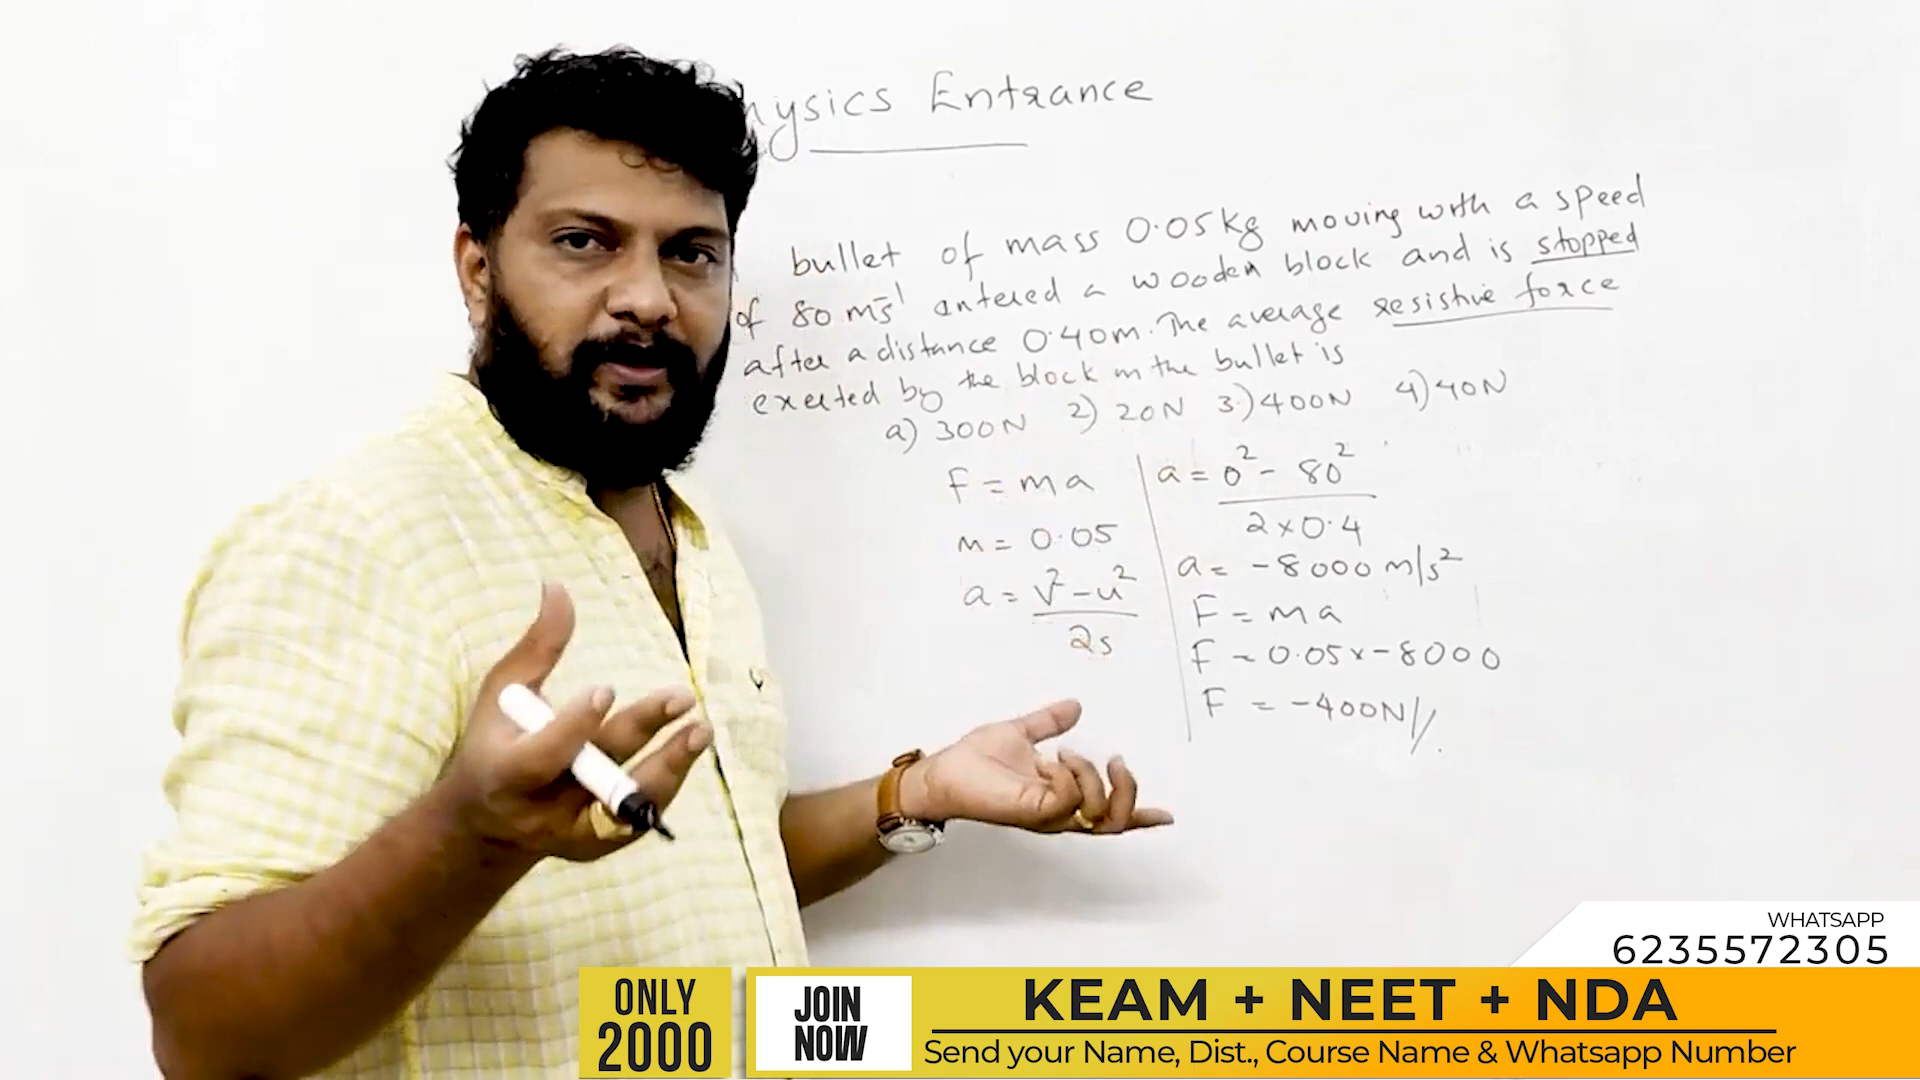 hysics Entrance
bullet of mass 0.05kg moving with a speed
of 80 ms⁻¹ entered a wooden block and is stopped
after a distance 0.40m. The average resistive force
exerted by the block on the bullet is
a) 300N 2) 20N 3.) 400N 4) 40N
F = ma
m = 0.05
a = v² - u²
2s
a = 0² - 80²
2 x 0.4
a = -8000 m/s²
F = ma
F = 0.05 x -8000
F = -400N//.
WHATSAPP
6235572305
ONLY
2000
JOIN
NOW
KEAM + NEET + NDA
Send your Name, Dist., Course Name & Whatsapp Number